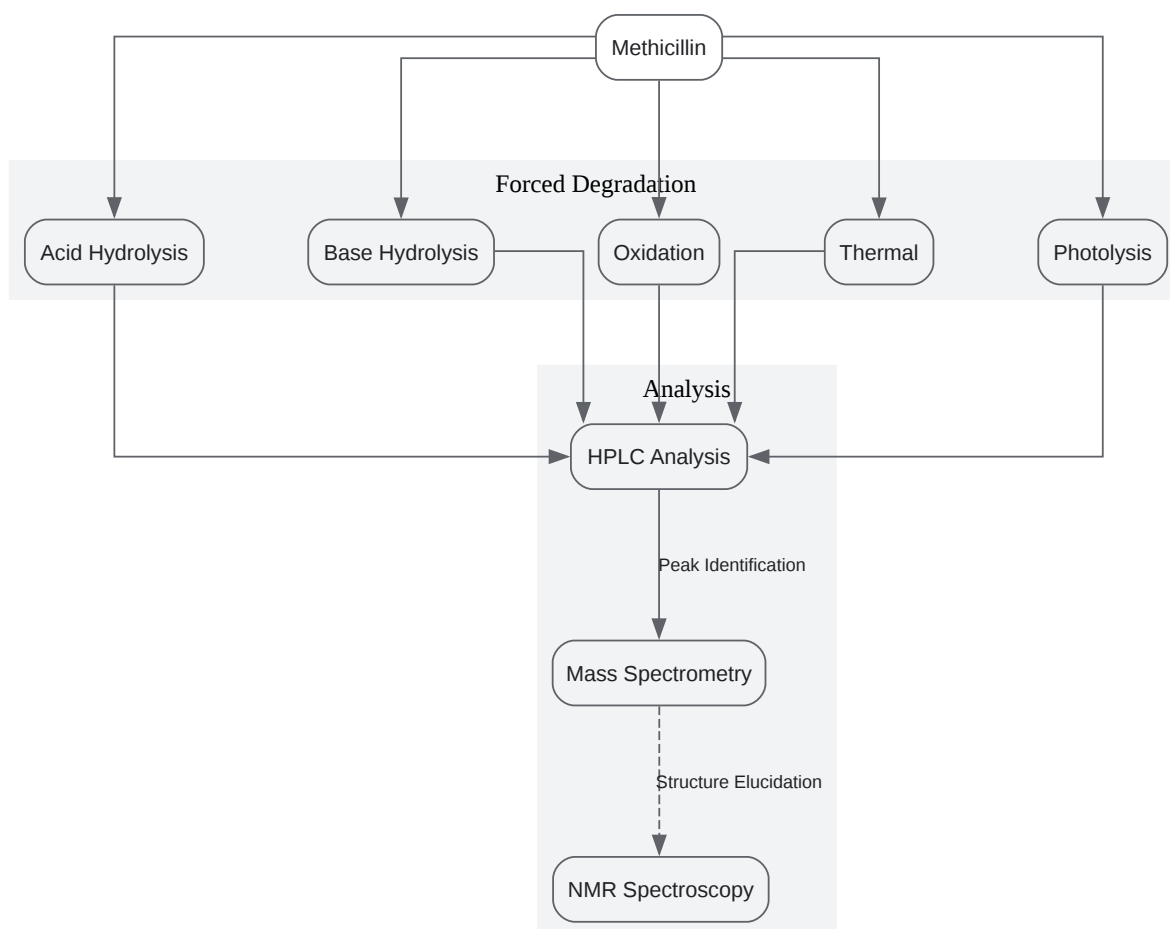 Methicillin
Forced Degradation
Acid Hydrolysis
Base Hydrolysis
Oxidation
Thermal
Photolysis
Analysis
HPLC Analysis
Peak Identification
Mass Spectrometry
Structure Elucidation
NMR Spectroscopy